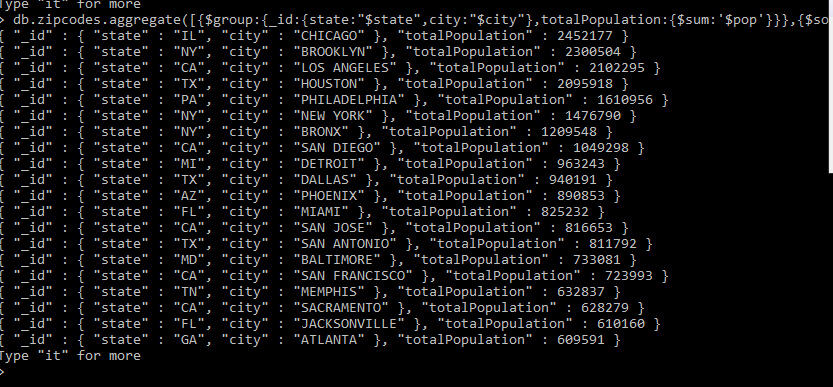 Type "it" for more
> db.zipcodes.aggregate([{$group:{_id:{state:"$state",city:"$city"},totalPopulation:{$sum:'$pop'}}},{$so
{ "_id" : { "state" : "IL", "city" : "CHICAGO" }, "totalPopulation" : 2452177 }
{ "_id" : { "state" : "NY", "city" : "BROOKLYN" }, "totalPopulation" : 2300504 }
{ "_id" : { "state" : "CA", "city" : "LOS ANGELES" }, "totalPopulation" : 2102295 }
{ "_id" : { "state" : "TX", "city" : "HOUSTON" }, "totalPopulation" : 2095918 }
{ "_id" : { "state" : "PA", "city" : "PHILADELPHIA" }, "totalPopulation" : 1610956 }
{ "_id" : { "state" : "NY", "city" : "NEW YORK" }, "totalPopulation" : 1476790 }
{ "_id" : { "state" : "NY", "city" : "BRONX" }, "totalPopulation" : 1209548 }
{ "_id" : { "state" : "CA", "city" : "SAN DIEGO" }, "totalPopulation" : 1049298 }
{ "_id" : { "state" : "MI", "city" : "DETROIT" }, "totalPopulation" : 963243 }
{ "_id" : { "state" : "TX", "city" : "DALLAS" }, "totalPopulation" : 940191 }
{ "_id" : { "state" : "AZ", "city" : "PHOENIX" }, "totalPopulation" : 890853 }
{ "_id" : { "state" : "FL", "city" : "MIAMI" }, "totalPopulation" : 825232 }
{ "_id" : { "state" : "CA", "city" : "SAN JOSE" }, "totalPopulation" : 816653 }
{ "_id" : { "state" : "TX", "city" : "SAN ANTONIO" }, "totalPopulation" : 811792 }
{ "_id" : { "state" : "MD", "city" : "BALTIMORE" }, "totalPopulation" : 733081 }
{ "_id" : { "state" : "CA", "city" : "SAN FRANCISCO" }, "totalPopulation" : 723993 }
{ "_id" : { "state" : "TN", "city" : "MEMPHIS" }, "totalPopulation" : 632837 }
{ "_id" : { "state" : "CA", "city" : "SACRAMENTO" }, "totalPopulation" : 628279 }
{ "_id" : { "state" : "FL", "city" : "JACKSONVILLE" }, "totalPopulation" : 610160 }
{ "_id" : { "state" : "GA", "city" : "ATLANTA" }, "totalPopulation" : 609591 }
Type "it" for more
>